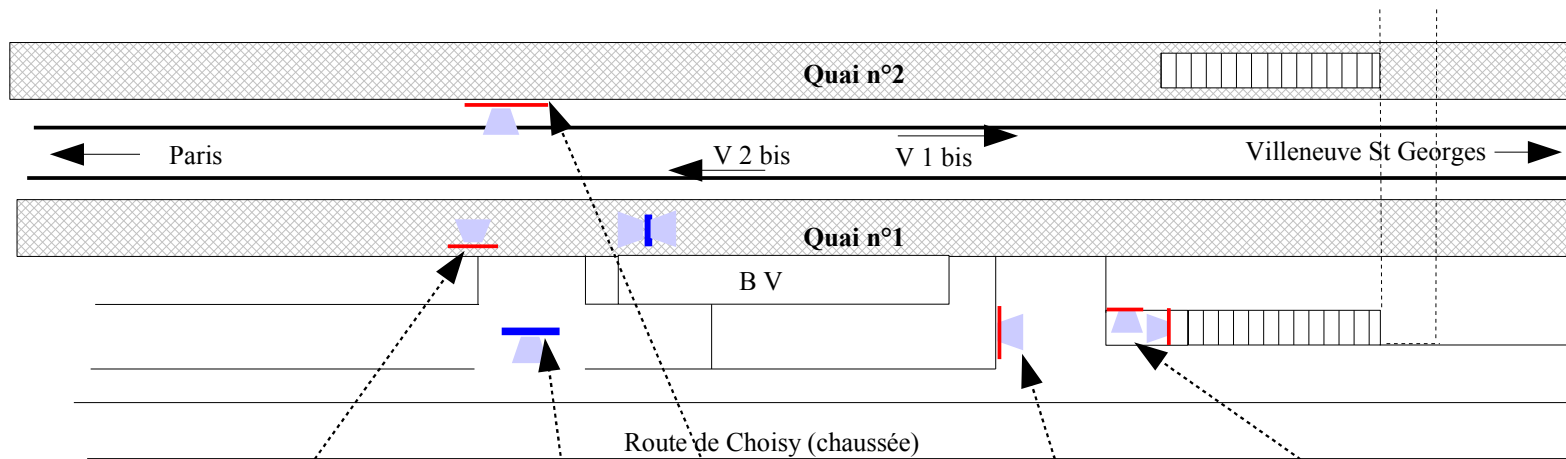 Quai n°2
Paris
V 2 bis
V 1 bis
Villeneuve St Georges
Quai n°1
B V
Route de Choisy (chaussée)